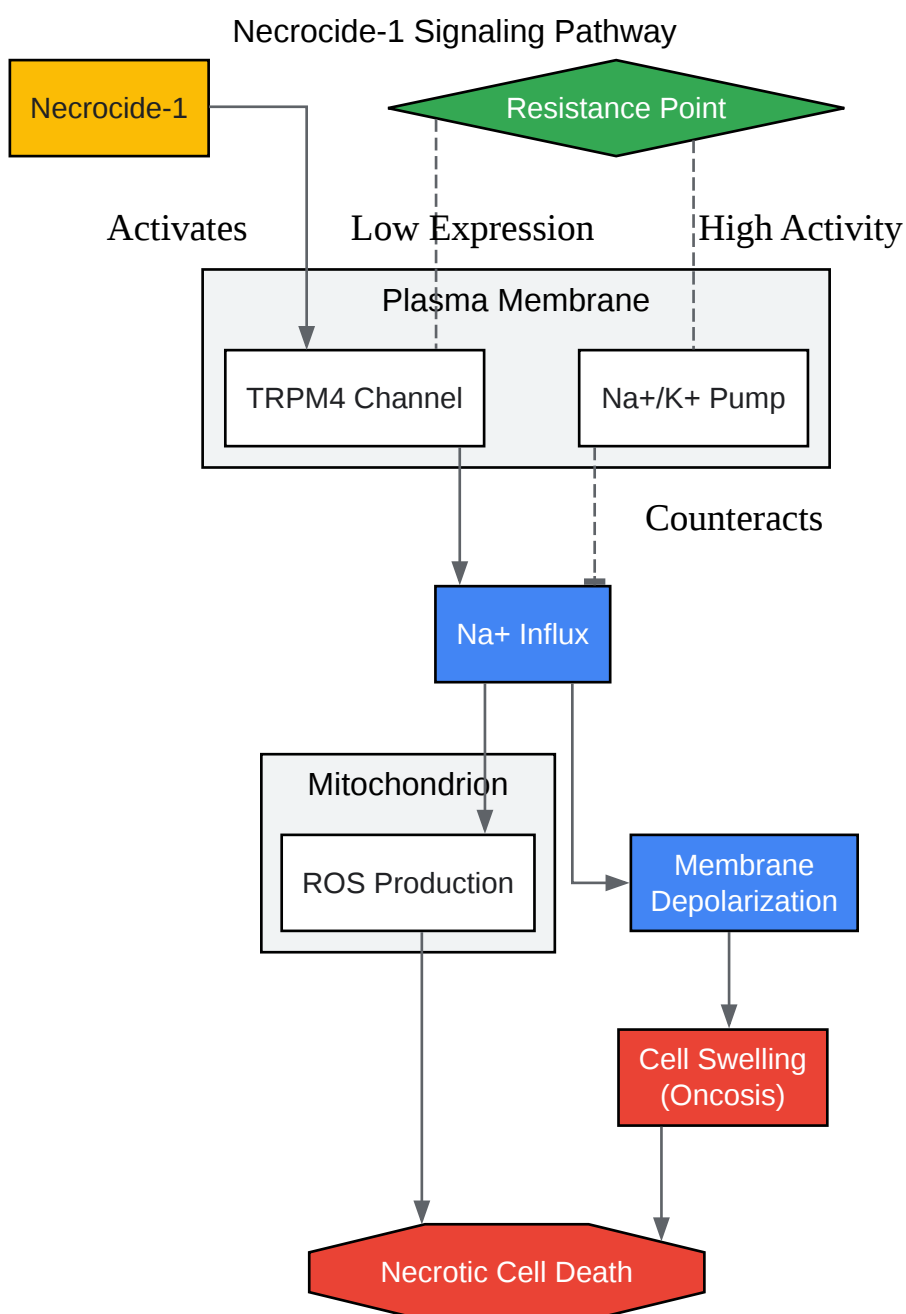 Necrocide-1 Signaling Pathway
Necrocide-1
Resistance Point
Activates
Low Expression
High Activity
Plasma Membrane
TRPM4 Channel
Na+/K+ Pump
Counteracts
Na+ Influx
Mitochondrion
ROS Production
Membrane
Depolarization
Cell Swelling
(Oncosis)
Necrotic Cell Death